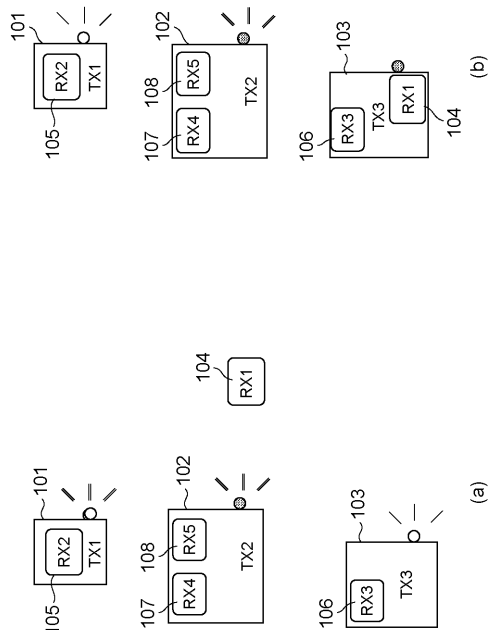 101
RX2
TX1
105
102
RX4
RX5
107
108
TX2
103
RX3
106
TX3
104
RX1
(a)
101
RX2
TX1
105
102
RX4
RX5
107
108
TX2
103
RX3
106
TX3
RX1
104
(b)